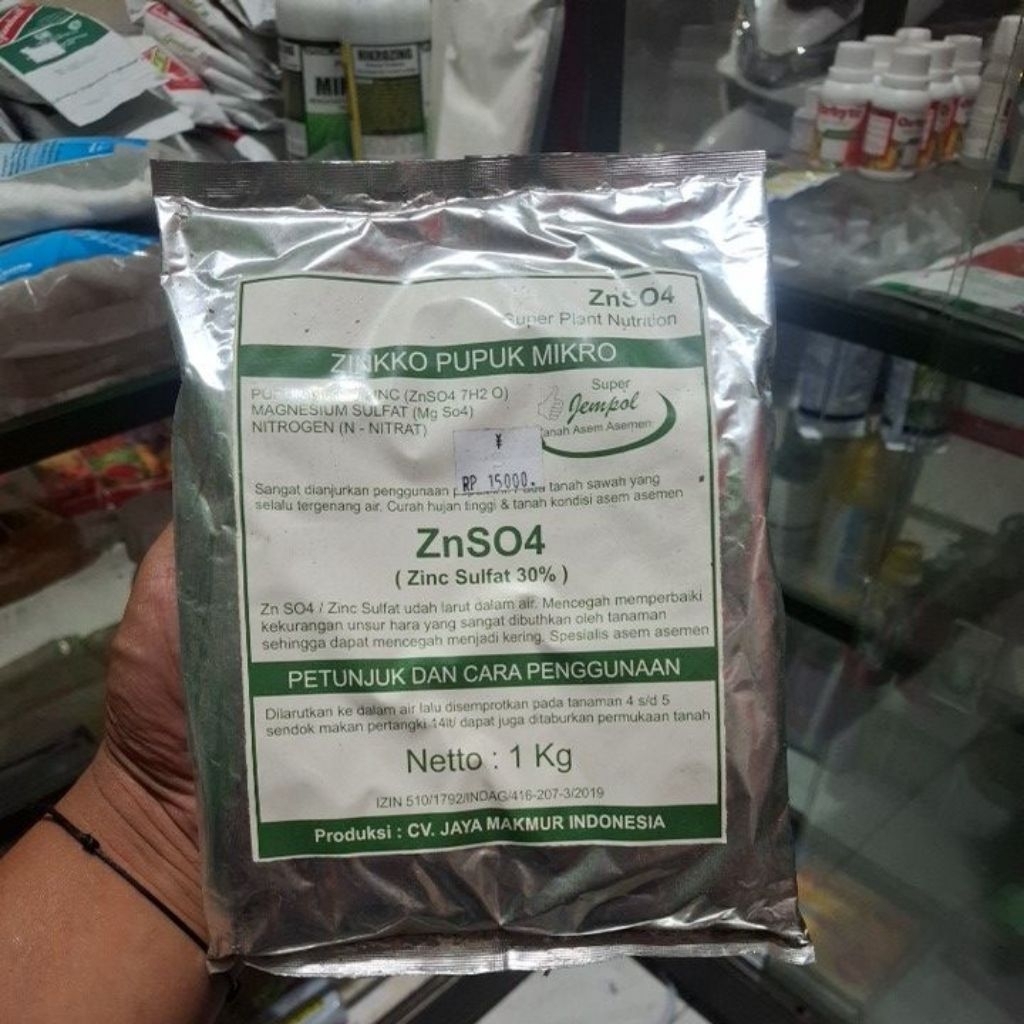 NIKROZINC
MI
ZnSO4
Super Plant Nutrition
ZINKKO PUPUK MIKRO
(ZnSO4 7H2 O)
MAGNESIUM SULFAT (Mg So4)
NITROGEN (N - NITRAT)
Super
Jempol
Tanah Asem Asemen
¥
RP 15000.
Sangat dianjurkan penggunaan tanah sawah yang
selalu tergenang air. Curah hujan tinggi & tanah kondisi asem asemen
ZnSO4
( Zinc Sulfat 30% )
Zn SO4 / Zinc Sulfat udah larut dalam air. Mencegah memperbaiki
kekurangan unsur hara yang sangat dibuthkan oleh tanaman
sehingga dapat mencegah menjadi kering. Spesialis asem asemen
PETUNJUK DAN CARA PENGGUNAAN
Dilarutkan ke dalam air lalu disemprotkan pada tanaman 4 s/d 5
sendok makan pertangki 14lt/ dapat juga ditaburkan permukaan tanah
Netto : 1 Kg
IZIN 510/1792/INDAG/416-207-3/2019
Produksi : CV. JAYA MAKMUR INDONESIA